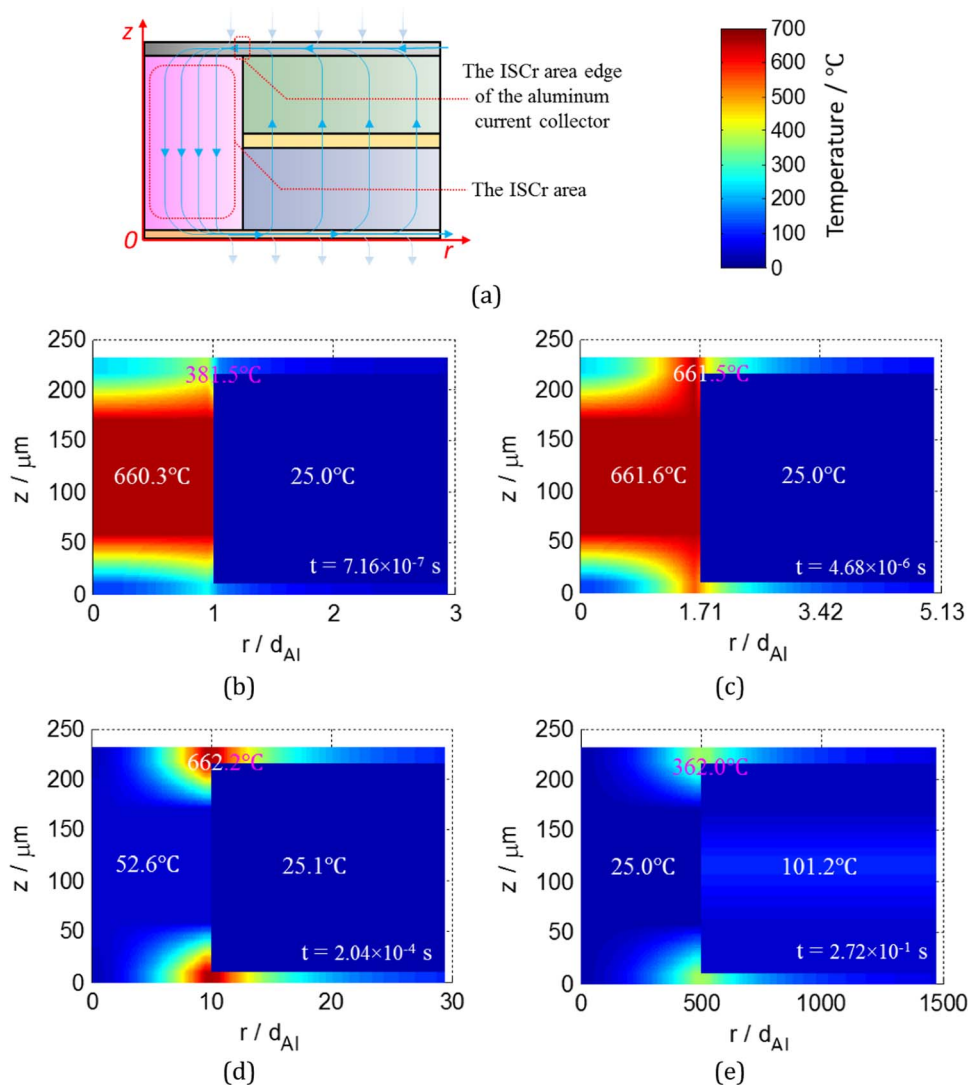 z
The ISCr area edge
of the aluminum
current collector
The ISCr area
O
r
(a)
700
600
500
400
300
200
100
0
Temperature / °C
250
200
150
100
50
0
z / μm
381.5°C
660.3°C
25.0°C
t = 7.16×10⁻⁷ s
0 1 2 3
r / d_Al
(b)
250
200
150
100
50
0
z / μm
661.5°C
661.6°C
25.0°C
t = 4.68×10⁻⁶ s
0 1.71 3.42 5.13
r / d_Al
(c)
250
200
150
100
50
0
z / μm
662.2°C
52.6°C
25.1°C
t = 2.04×10⁻⁴ s
0 10 20 30
r / d_Al
(d)
250
200
150
100
50
0
z / μm
362.0°C
25.0°C
101.2°C
t = 2.72×10⁻¹ s
0 500 1000 1500
r / d_Al
(e)